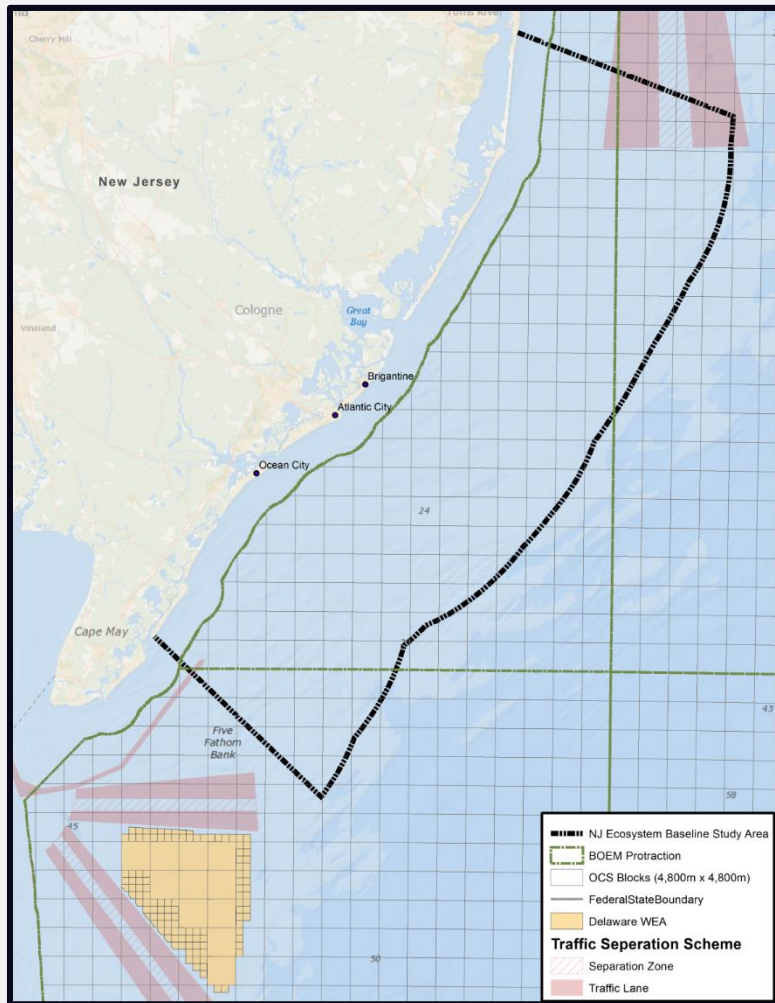 Toms River
Cherry Hill
New Jersey
Cologne
Great
Bay
Vineland
Brigantine
Atlantic City
Ocean City
24
Cape May
Five
Fathom
Bank
43
58
45
50
NJ Ecosystem Baseline Study Area
BOEM Protraction
OCS Blocks (4,800m x 4,800m)
FederalStateBoundary
Delaware WEA
Traffic Seperation Scheme
Separation Zone
Traffic Lane